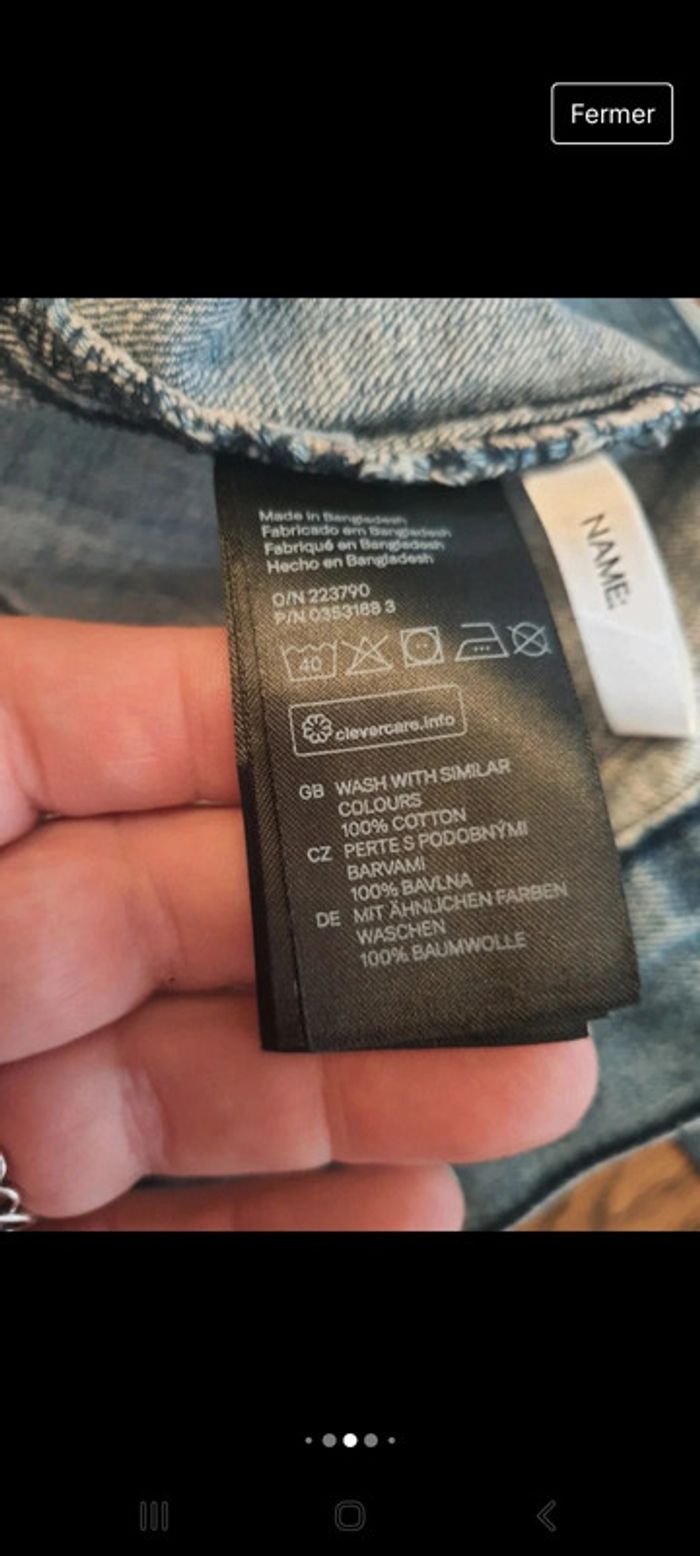 Fermer
Made in Bangladesh
Fabricado em Bangladesh
Fabriqué en Bangladesh
Hecho en Bangladesh
O/N 223790
P/N 0353188 3
40
clevercare.info
GB WASH WITH SIMILAR
COLOURS
100% COTTON
CZ PERTE S PODOBNÝMI
BARVAMI
100% BAVLNA
DE MIT ÄHNLICHEN FARBEN
WASCHEN
100% BAUMWOLLE
NAME: